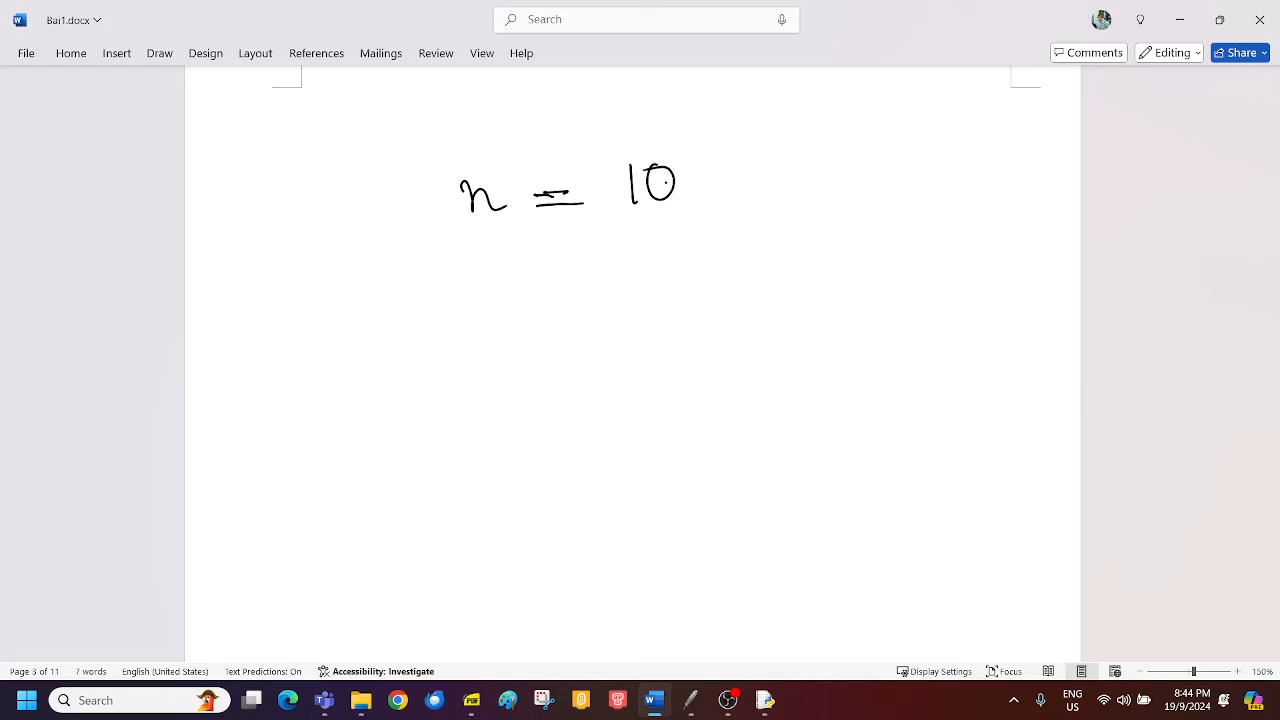 Bai1.docx
Search
File Home Insert Draw Design Layout References Mailings Review View Help
Comments Editing Share
n = 10
Page 3 of 11 7 words English (United States) Text Predictions: On Accessibility: Investigate Display Settings Focus 150%
Search
ENG
US
8:44 PM
19/9/2024